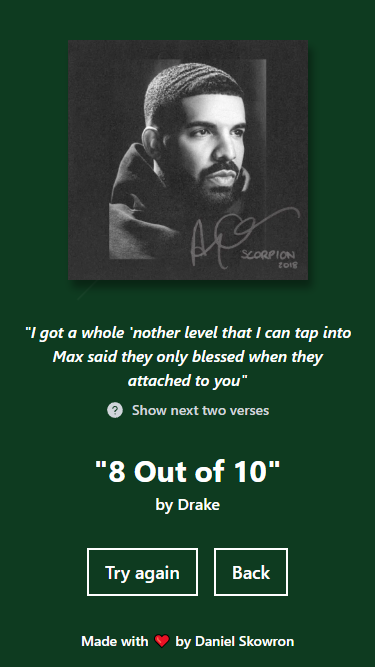 SCORPION
2018
"I got a whole 'nother level that I can tap into
Max said they only blessed when they
attached to you"
? Show next two verses
"8 Out of 10"
by Drake
Try again
Back
Made with ❤️ by Daniel Skowron